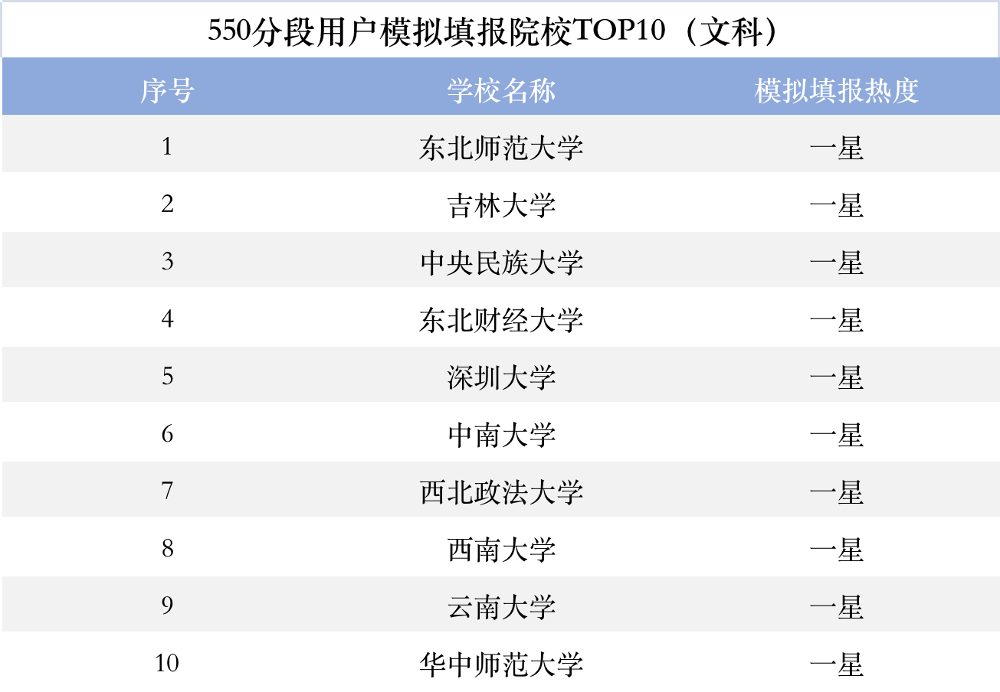 550分段用户模拟填报院校TOP10（文科）
序号 学校名称 模拟填报热度
1 东北师范大学 一星
2 吉林大学 一星
3 中央民族大学 一星
4 东北财经大学 一星
5 深圳大学 一星
6 中南大学 一星
7 西北政法大学 一星
8 西南大学 一星
9 云南大学 一星
10 华中师范大学 一星